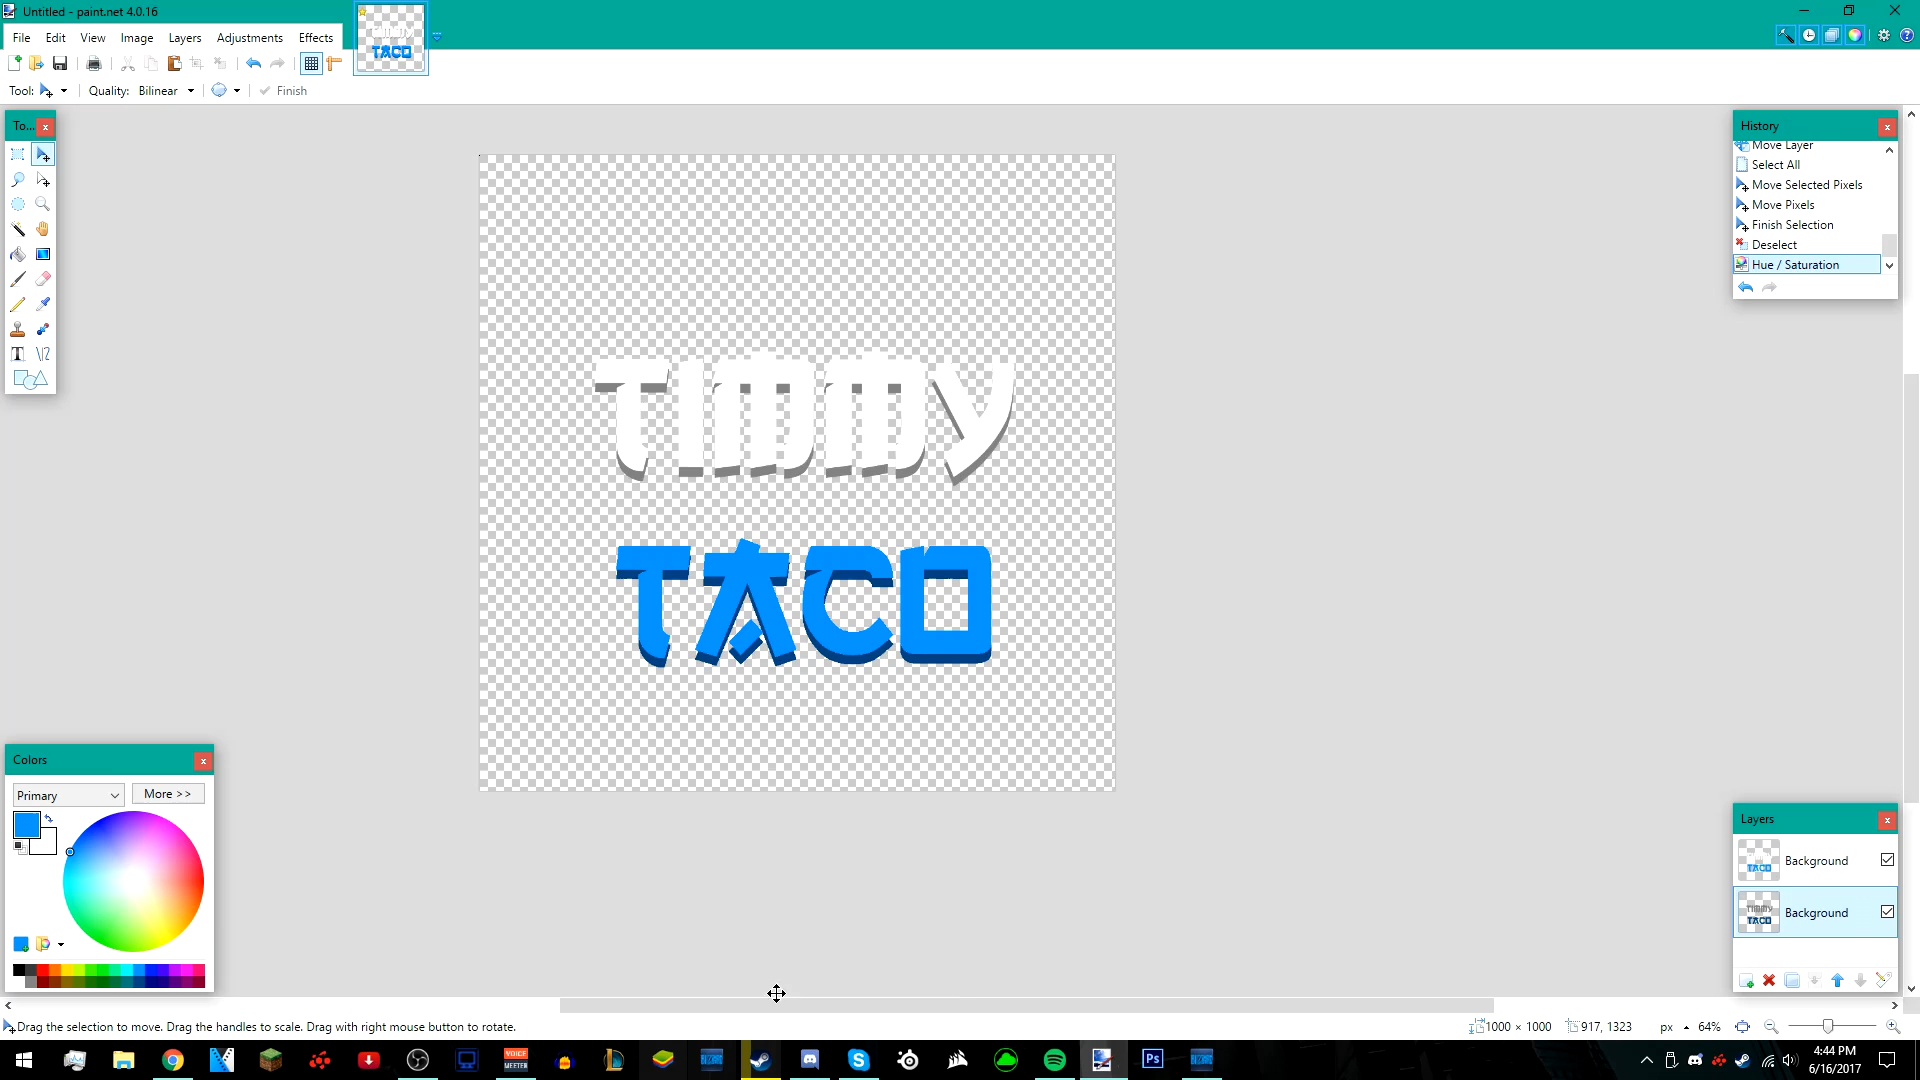 Untitled - paint.net 4.0.16
File Edit View Image Layers Adjustments Effects
Tool: Quality: Bilinear Finish
To...
TIMMY
TACO
History
Move Layer
Select All
Move Selected Pixels
Move Pixels
Finish Selection
Deselect
Hue / Saturation
Colors
Primary More >>
Layers
Background
Background
Drag the selection to move. Drag the handles to scale. Drag with right mouse button to rotate.
1000 × 1000 917, 1323 px 64%
VOICE
MEETER
Ps
4:44 PM
6/16/2017